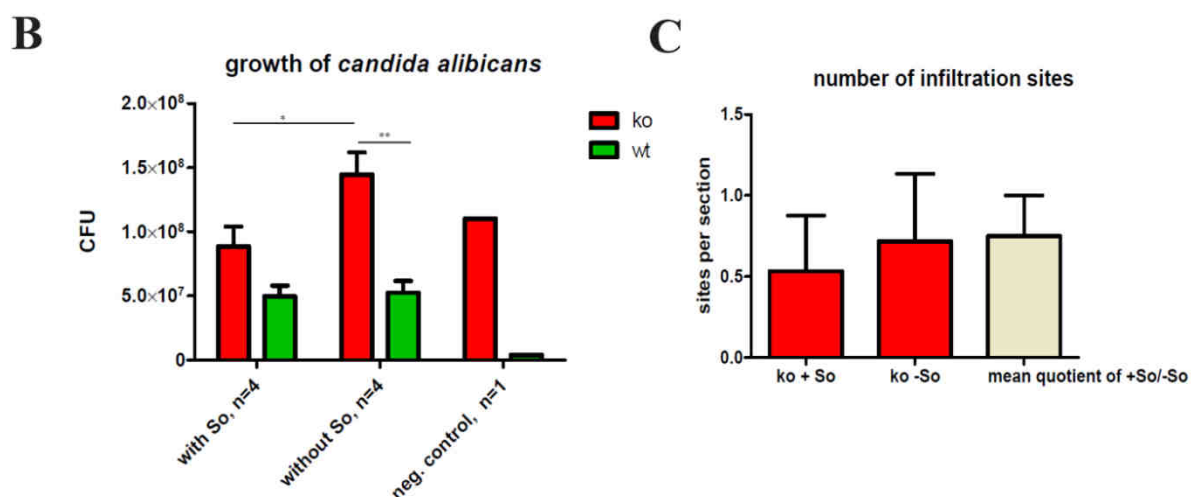 B
growth of candida alibicans
2.0×10⁸
1.5×10⁸
1.0×10⁸
5.0×10⁷
0
CFU
*
**
ko
wt
with So, n=4
without So, n=4
neg. control, n=1
C
number of infiltration sites
1.5
1.0
0.5
0.0
sites per section
ko + So
ko -So
mean quotient of +So/-So